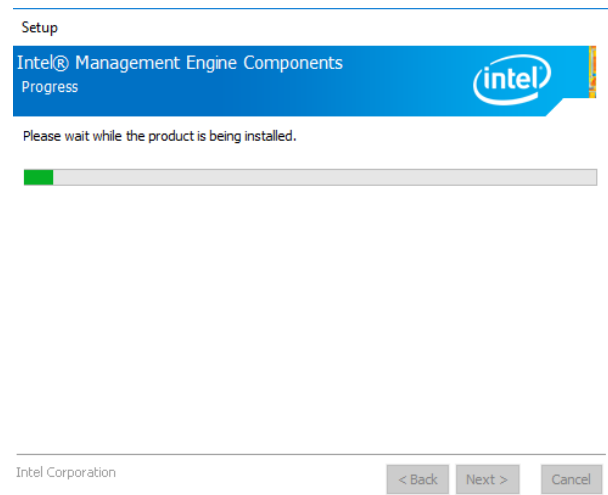 Setup
Intel® Management Engine Components
Progress
intel
Please wait while the product is being installed.
Intel Corporation
< Back Next > Cancel